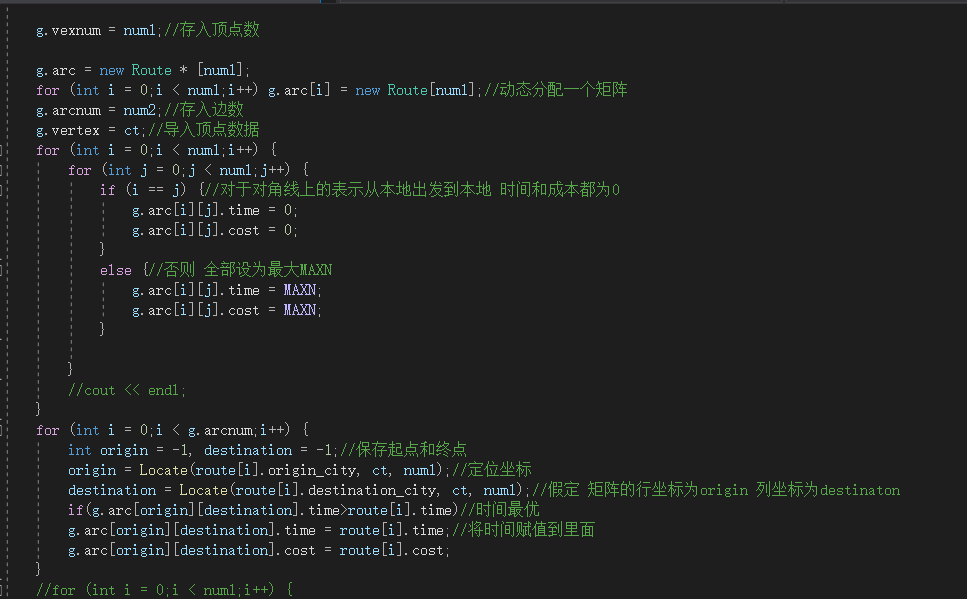 g.vexnum = num1;//存入顶点数
g.arc = new Route * [num1];
for (int i = 0;i < num1;i++) g.arc[i] = new Route[num1];//动态分配一个矩阵
g.arcnum = num2;//存入边数
g.vertex = ct;//导入顶点数据
for (int i = 0;i < num1;i++) {
for (int j = 0;j < num1;j++) {
if (i == j) {//对于对角线上的表示从本地出发到本地 时间和成本都为0
g.arc[i][j].time = 0;
g.arc[i][j].cost = 0;
}
else {//否则 全部设为最大MAXN
g.arc[i][j].time = MAXN;
g.arc[i][j].cost = MAXN;
}
}
//cout << endl;
}
for (int i = 0;i < g.arcnum;i++) {
int origin = -1, destination = -1;//保存起点和终点
origin = Locate(route[i].origin_city, ct, num1);//定位坐标
destination = Locate(route[i].destination_city, ct, num1);//假定 矩阵的行坐标为origin 列坐标为destinaton
if(g.arc[origin][destination].time>route[i].time)//时间最优
g.arc[origin][destination].time = route[i].time;//将时间赋值到里面
g.arc[origin][destination].cost = route[i].cost;
}
//for (int i = 0;i < num1;i++) {